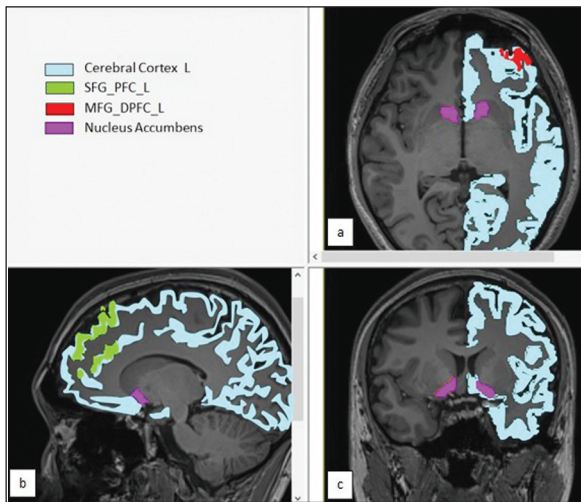 Cerebral Cortex L
SFG_PFC_L
MFG_DPFC_L
Nucleus Accumbens
a
b
c